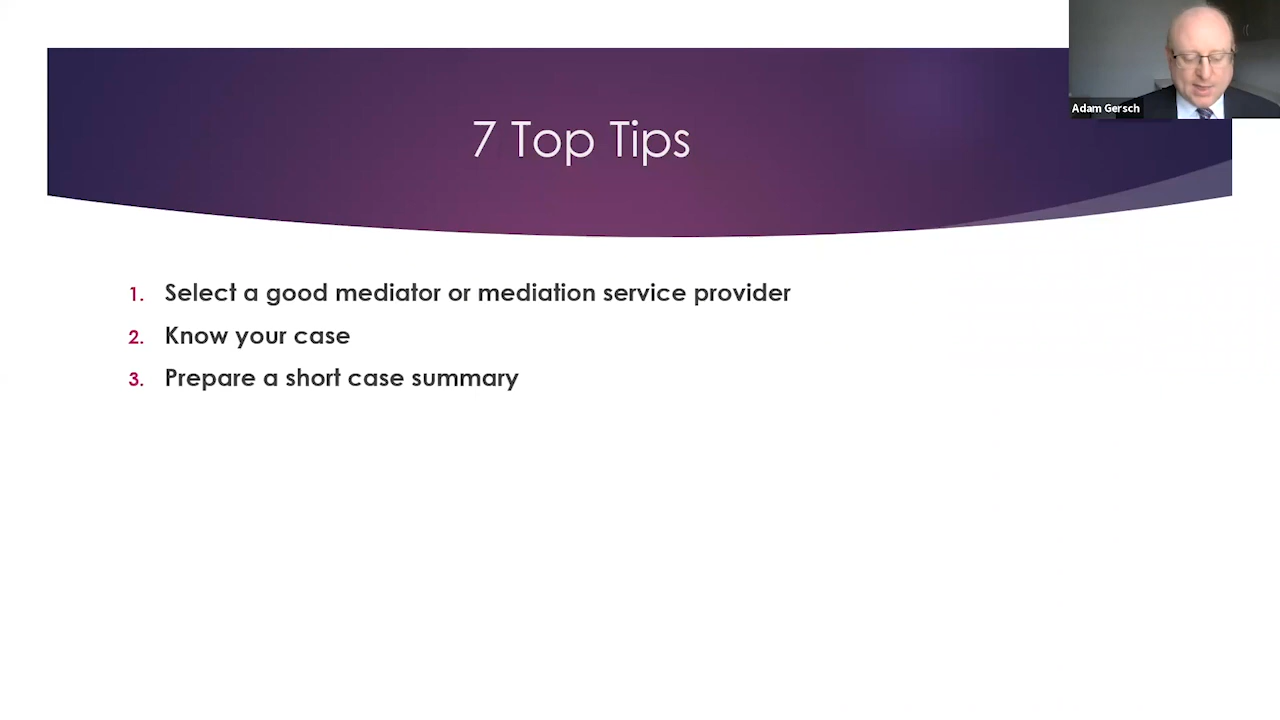 Adam Gersch
7 Top Tips
1. Select a good mediator or mediation service provider
2. Know your case
3. Prepare a short case summary